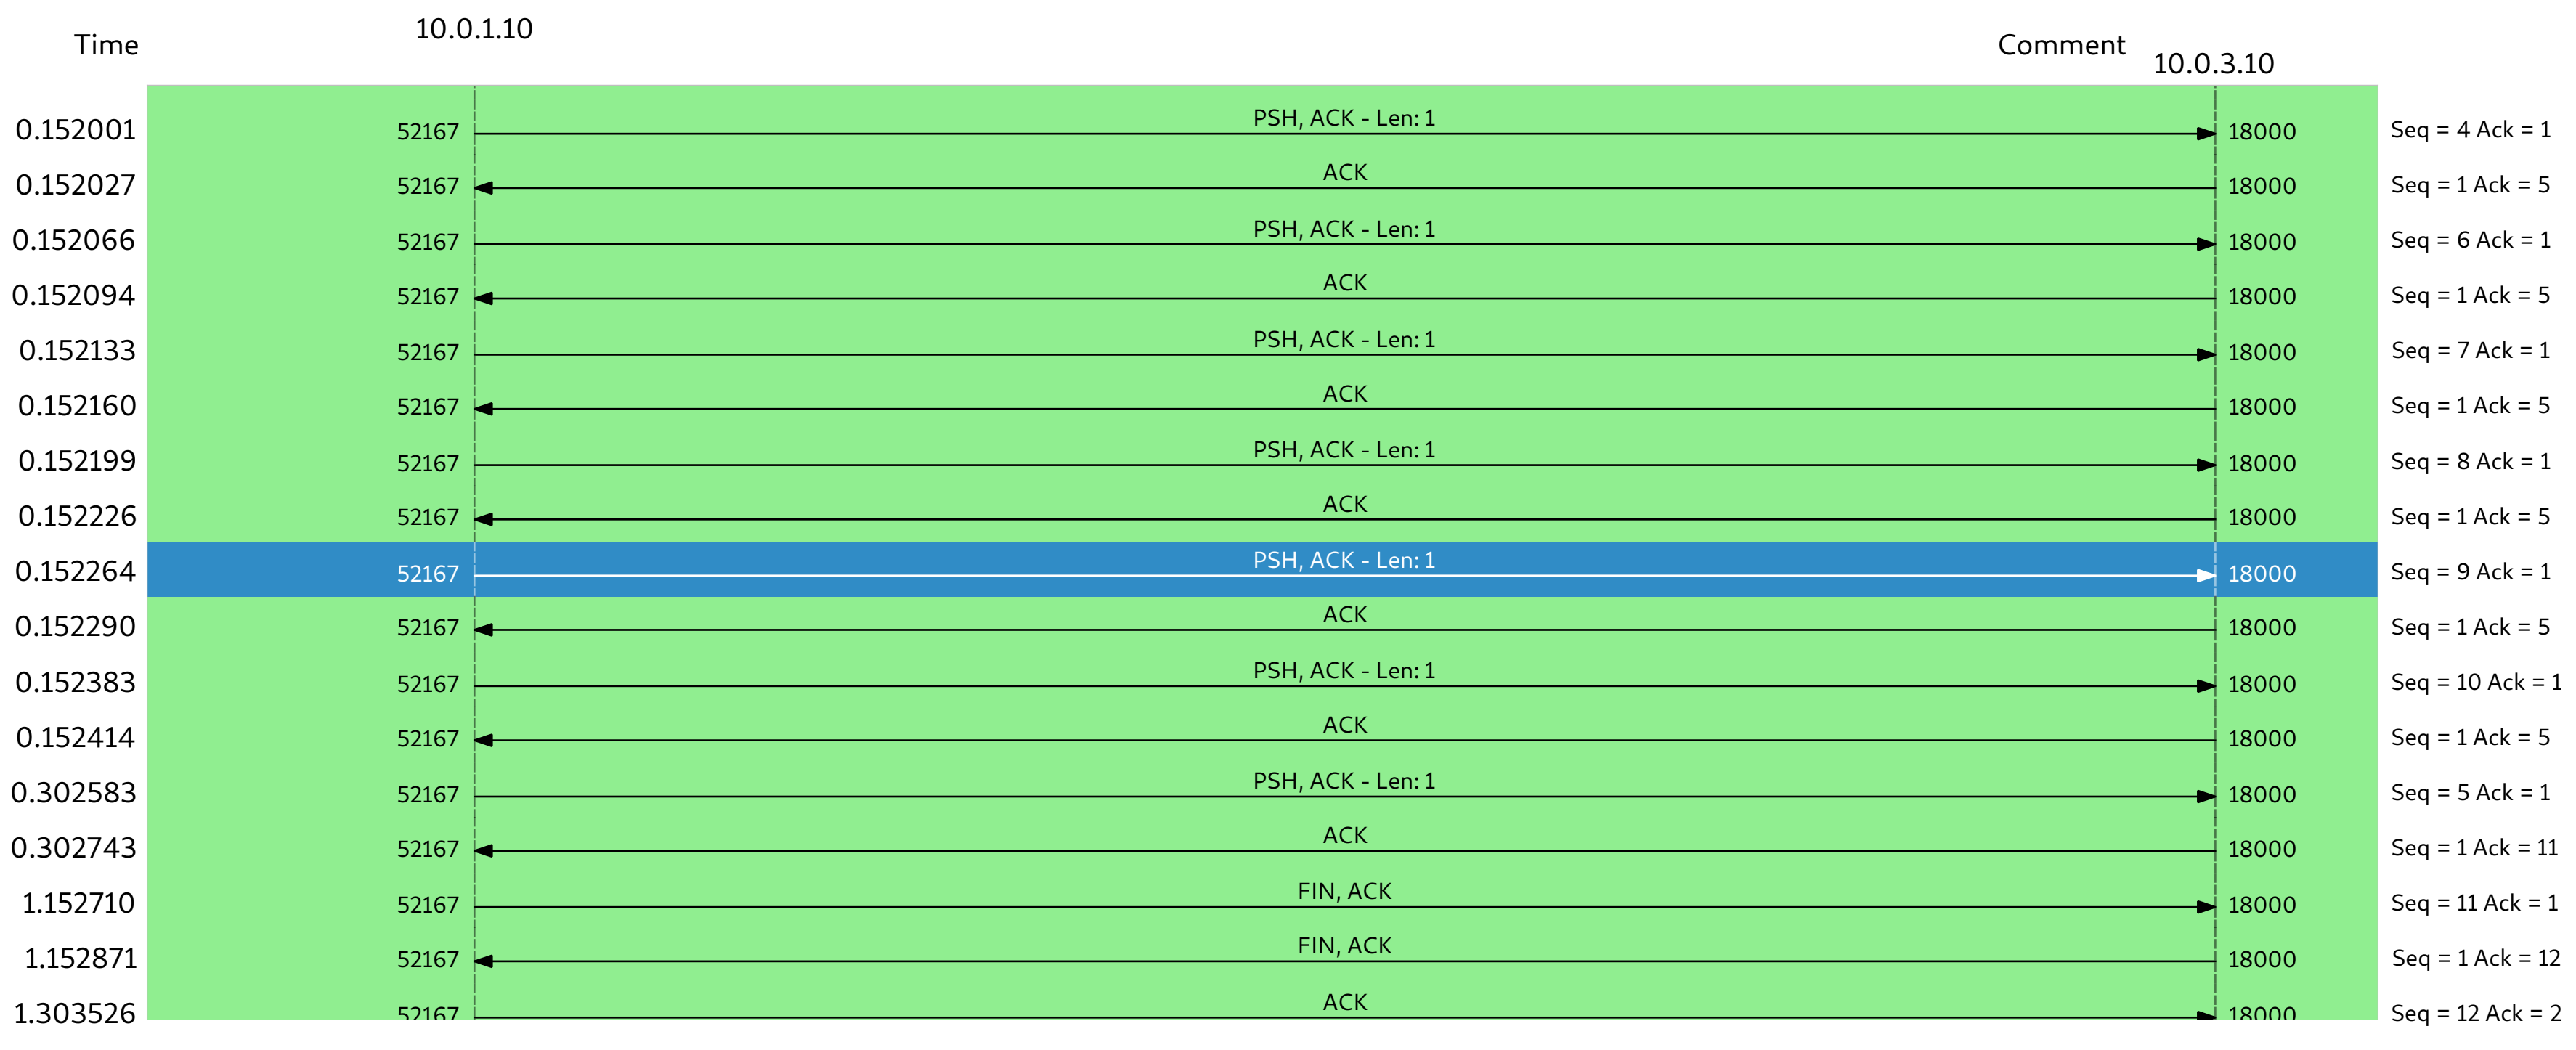 Time 10.0.1.10 Comment 10.0.3.10
0.152001 52167 PSH, ACK - Len: 1 18000 Seq = 4 Ack = 1
0.152027 52167 ACK 18000 Seq = 1 Ack = 5
0.152066 52167 PSH, ACK - Len: 1 18000 Seq = 6 Ack = 1
0.152094 52167 ACK 18000 Seq = 1 Ack = 5
0.152133 52167 PSH, ACK - Len: 1 18000 Seq = 7 Ack = 1
0.152160 52167 ACK 18000 Seq = 1 Ack = 5
0.152199 52167 PSH, ACK - Len: 1 18000 Seq = 8 Ack = 1
0.152226 52167 ACK 18000 Seq = 1 Ack = 5
0.152264 52167 PSH, ACK - Len: 1 18000 Seq = 9 Ack = 1
0.152290 52167 ACK 18000 Seq = 1 Ack = 5
0.152383 52167 PSH, ACK - Len: 1 18000 Seq = 10 Ack = 1
0.152414 52167 ACK 18000 Seq = 1 Ack = 5
0.302583 52167 PSH, ACK - Len: 1 18000 Seq = 5 Ack = 1
0.302743 52167 ACK 18000 Seq = 1 Ack = 11
1.152710 52167 FIN, ACK 18000 Seq = 11 Ack = 1
1.152871 52167 FIN, ACK 18000 Seq = 1 Ack = 12
1.303526 52167 ACK 18000 Seq = 12 Ack = 2